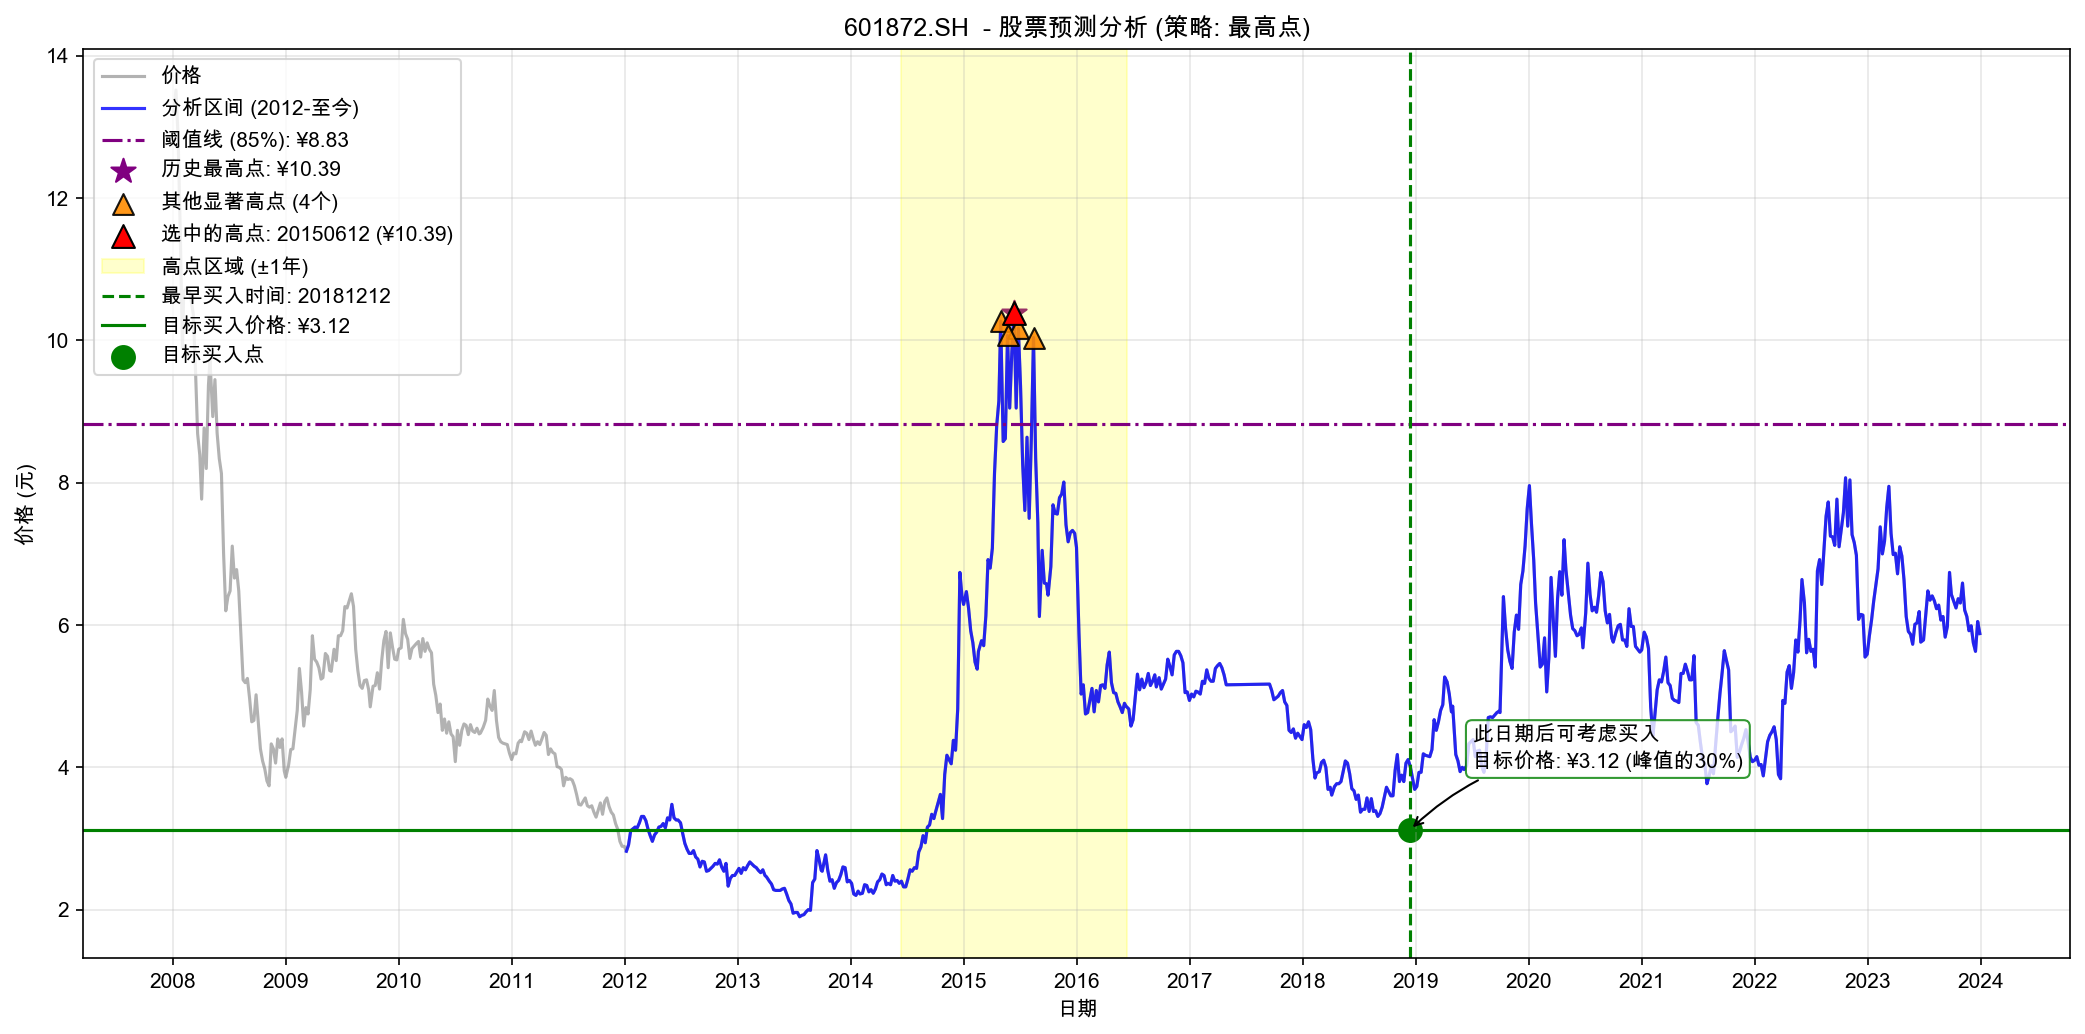 601872.SH  - 股票预测分析 (策略: 最高点)
价格 (元)
14
12
10
8
6
4
2
价格
分析区间 (2012-至今)
阈值线 (85%): ¥8.83
历史最高点: ¥10.39
其他显著高点 (4个)
选中的高点: 20150612 (¥10.39)
高点区域 (±1年)
最早买入时间: 20181212
目标买入价格: ¥3.12
目标买入点
此日期后可考虑买入
目标价格: ¥3.12 (峰值的30%)
2008 2009 2010 2011 2012 2013 2014 2015 2016 2017 2018 2019 2020 2021 2022 2023 2024
日期